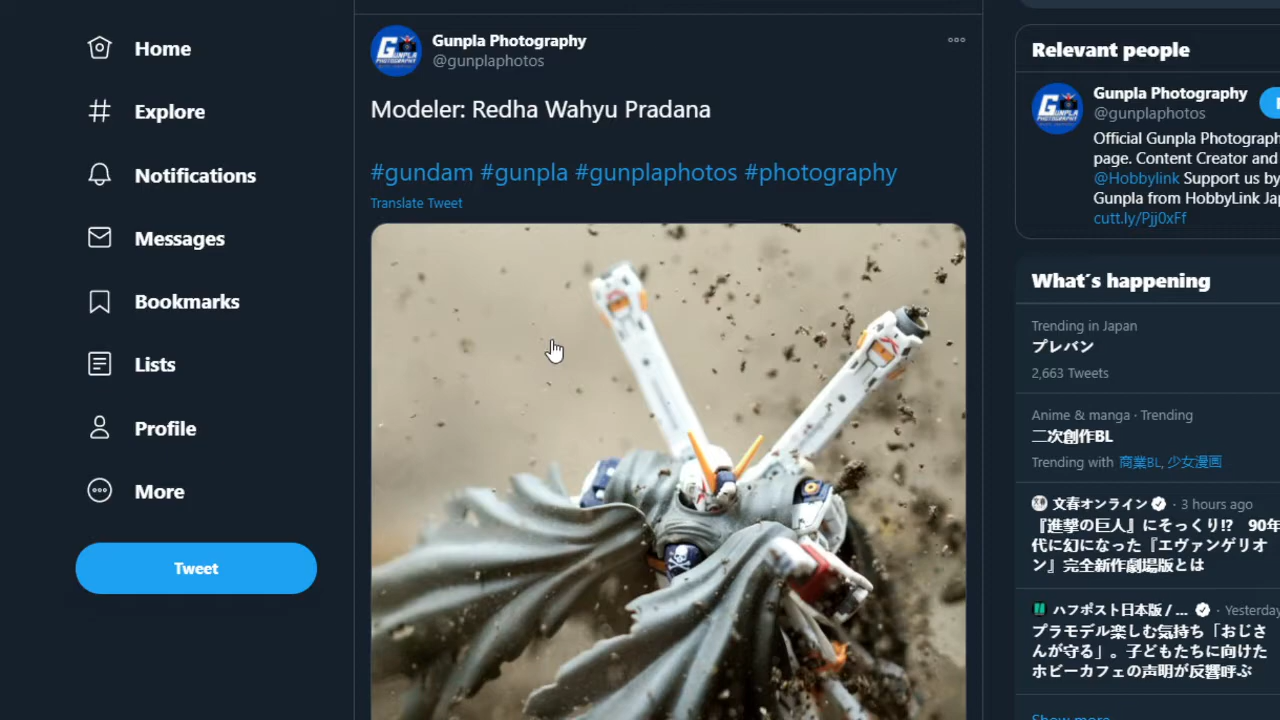 Home
Explore
Notifications
Messages
Bookmarks
Lists
Profile
More
Tweet
Gunpla Photography
@gunplaphotos
Modeler: Redha Wahyu Pradana
#gundam #gunpla #gunplaphotos #photography
Translate Tweet
Relevant people
Gunpla Photography
@gunplaphotos
Official Gunpla Photograph
page. Content Creator and
@Hobbylink Support us by
Gunpla from HobbyLink Ja
cutt.ly/Pjj0xFf
What's happening
Trending in Japan
プレバン
2,663 Tweets
Anime & manga · Trending
二次創作BL
Trending with 商業BL, 少女漫画
文春オンライン · 3 hours ago
『進撃の巨人』にそっくり!? 90年
代に幻になった『エヴァンゲリオ
ン』完全新作劇場版とは
ハフポスト日本版 / ... · Yesterday
プラモデル楽しむ気持ち「おじさ
んが守る」。子どもたちに向けた
ホビーカフェの声明が反響呼ぶ
Show more